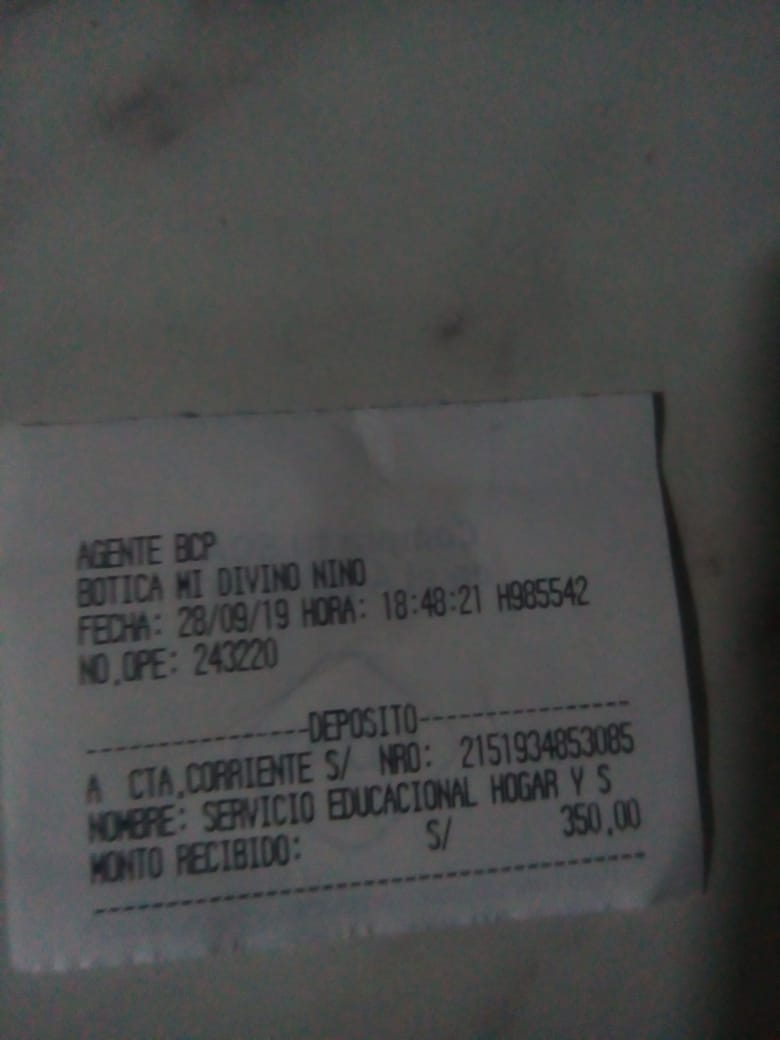 AGENTE BCP
BOTICA MI DIVINO NINO
FECHA: 28/09/19 HORA: 18:48:21 H985542
NO.OPE: 243220
----------------DEPOSITO----------------
A CTA.CORRIENTE S/ NRO: 2151934853085
NOMBRE: SERVICIO EDUCACIONAL HOGAR Y S
MONTO RECIBIDO: S/ 350.00
----------------------------------------